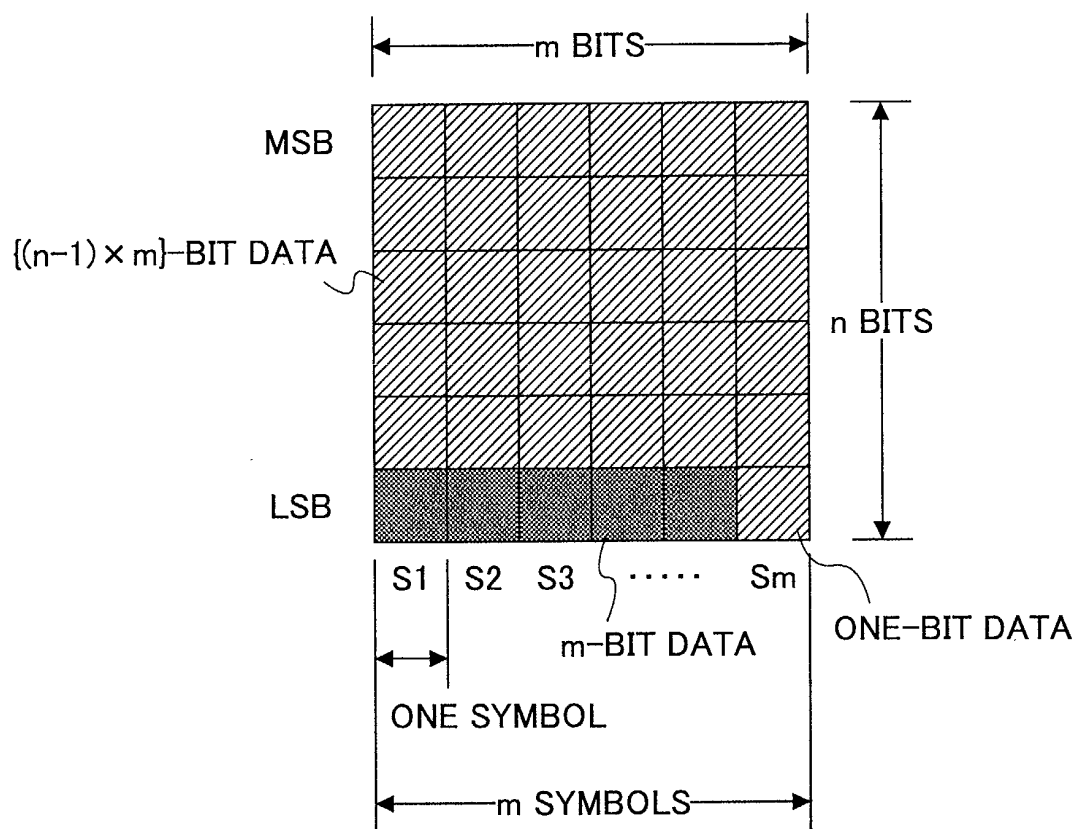 m BITS
MSB
{(n-1)×m}-BIT DATA
n BITS
LSB
S1 S2 S3 ····· Sm
ONE-BIT DATA
m-BIT DATA
ONE SYMBOL
m SYMBOLS